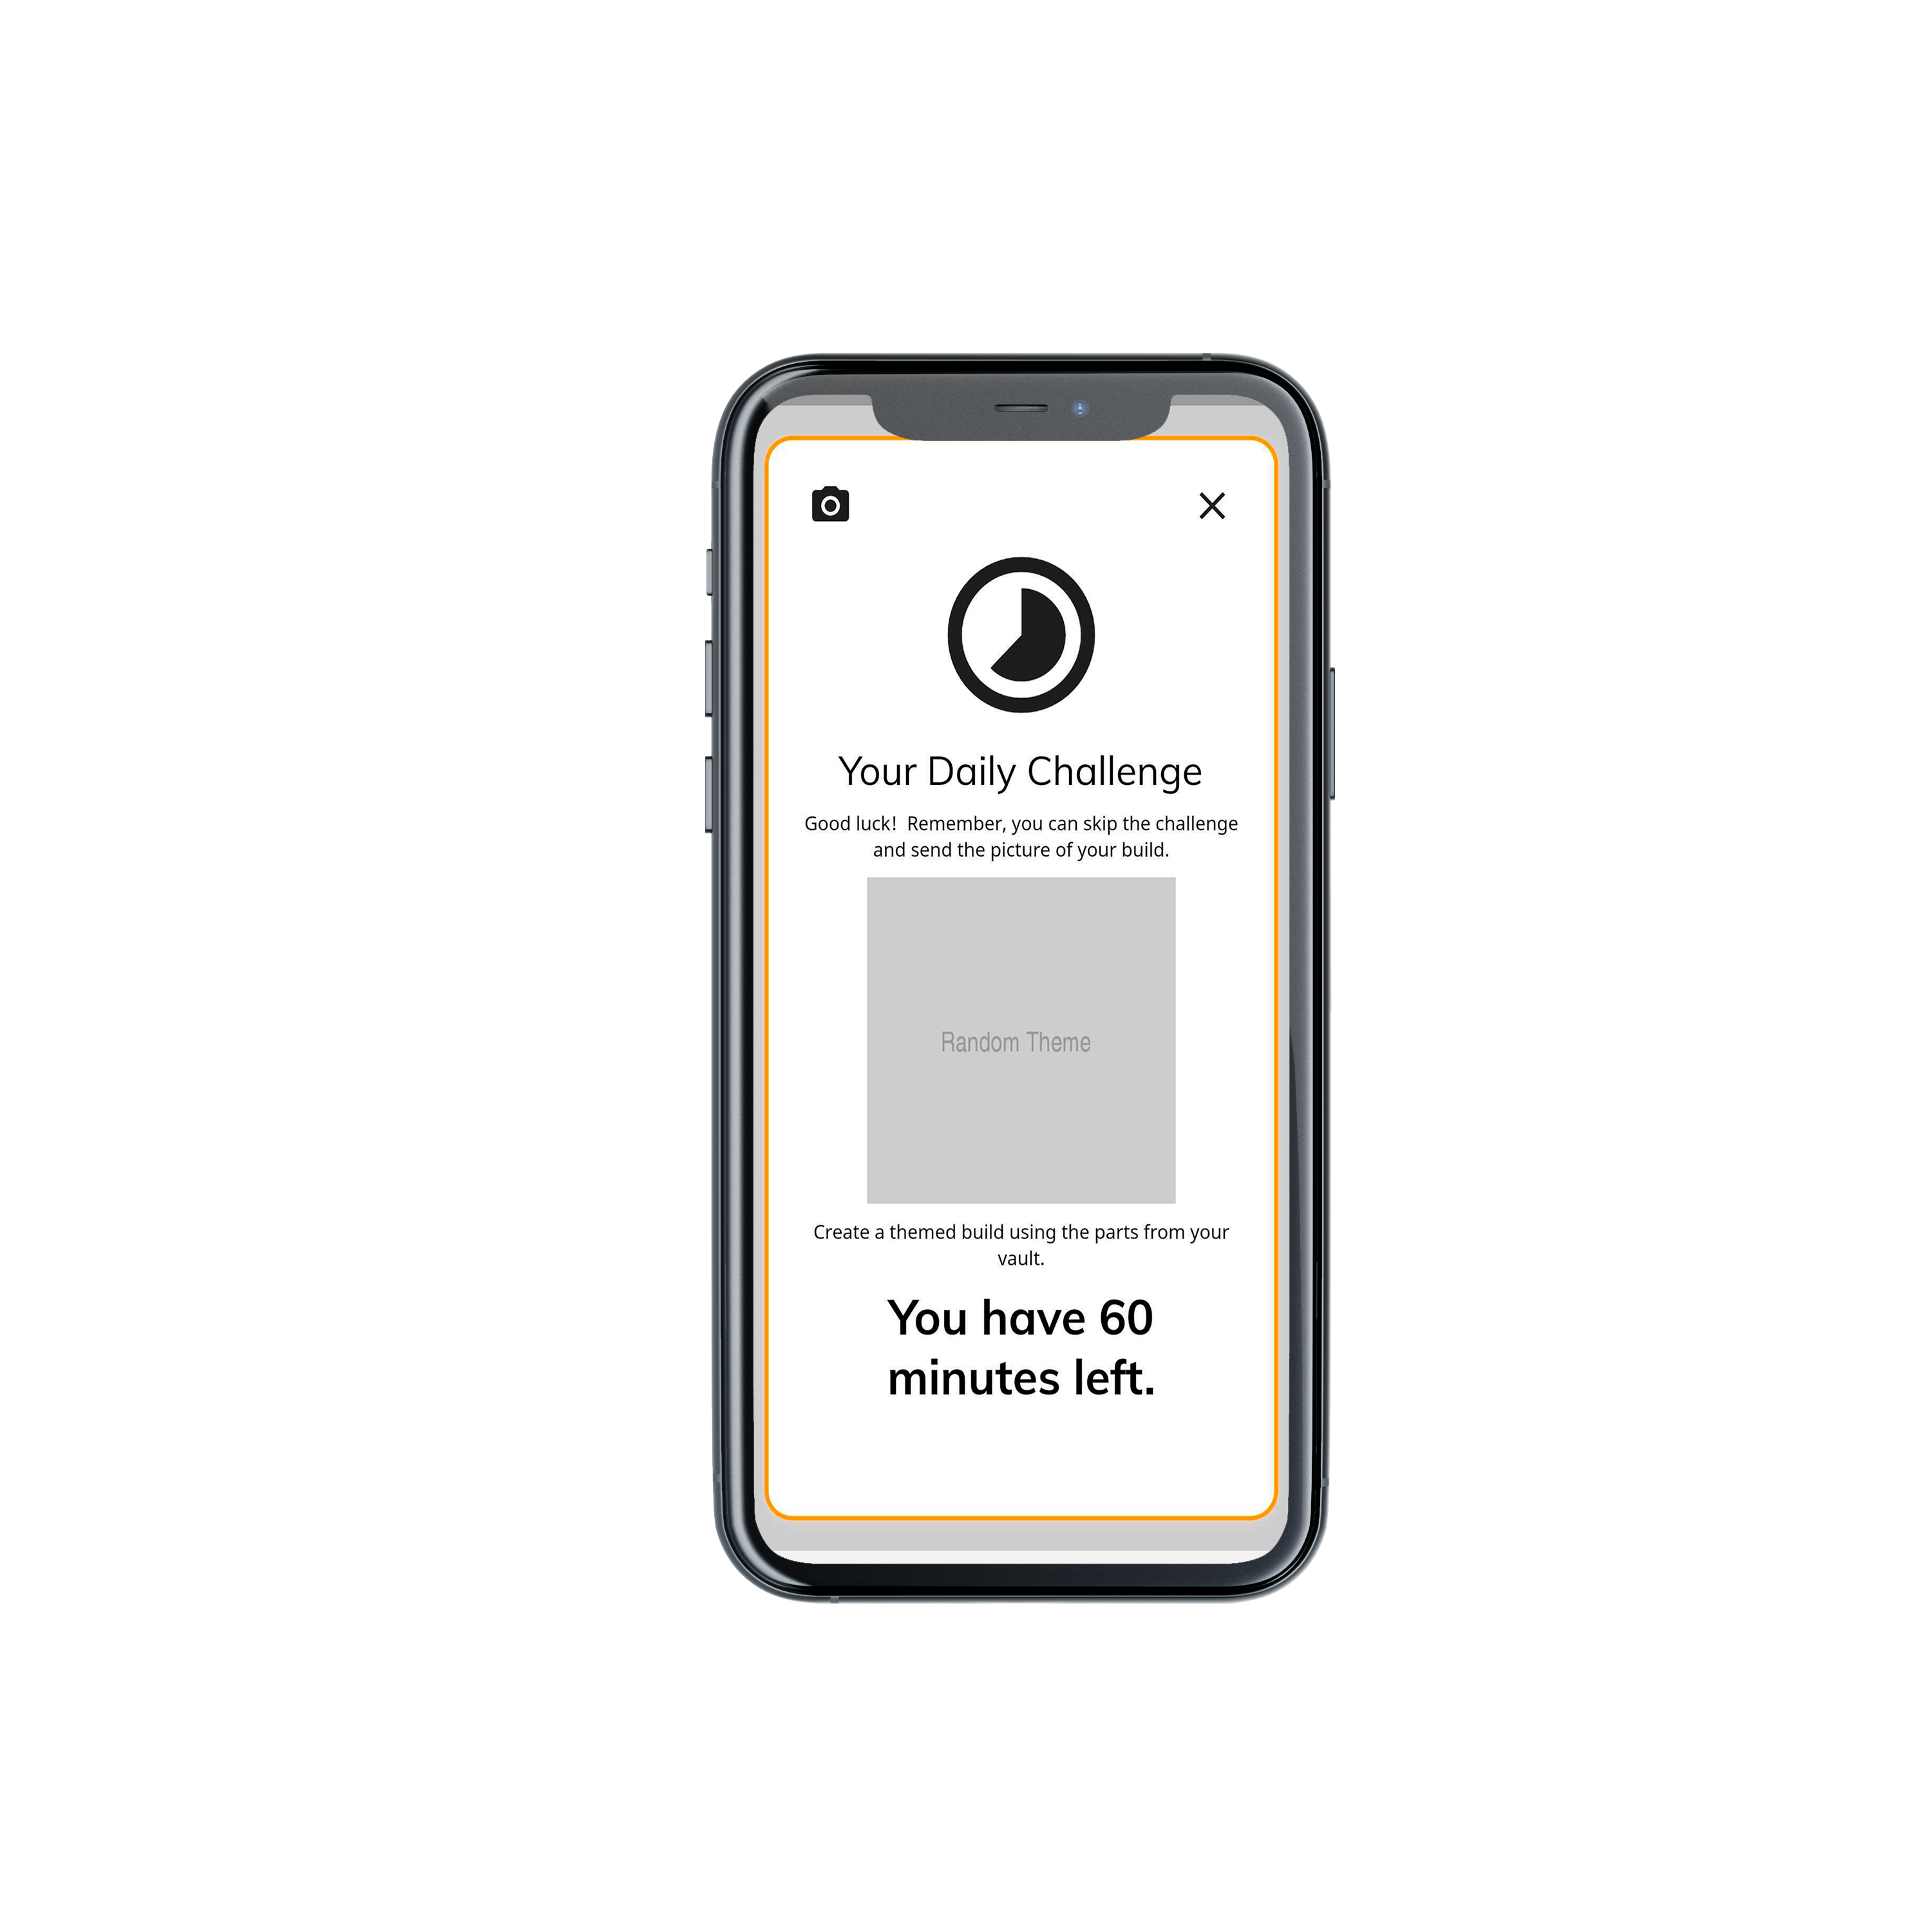 Your Daily Challenge
Good luck!  Remember, you can skip the challenge
and send the picture of your build.
Random Theme
Create a themed build using the parts from your
vault.
You have 60
minutes left.